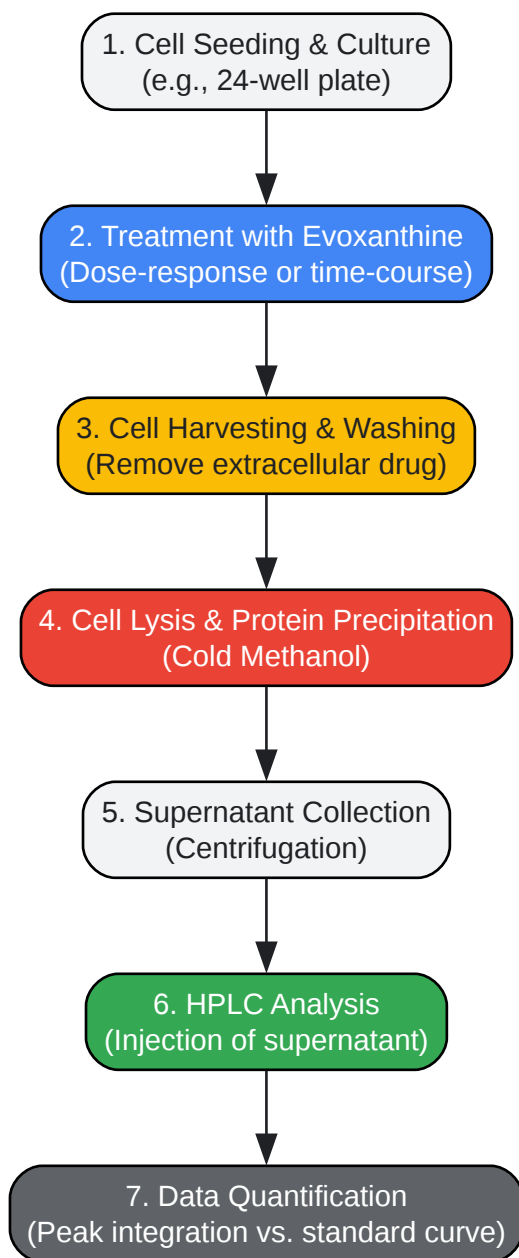 1. Cell Seeding & Culture
(e.g., 24-well plate)
2. Treatment with Evoxanthine
(Dose-response or time-course)
3. Cell Harvesting & Washing
(Remove extracellular drug)
4. Cell Lysis & Protein Precipitation
(Cold Methanol)
5. Supernatant Collection
(Centrifugation)
6. HPLC Analysis
(Injection of supernatant)
7. Data Quantification
(Peak integration vs. standard curve)